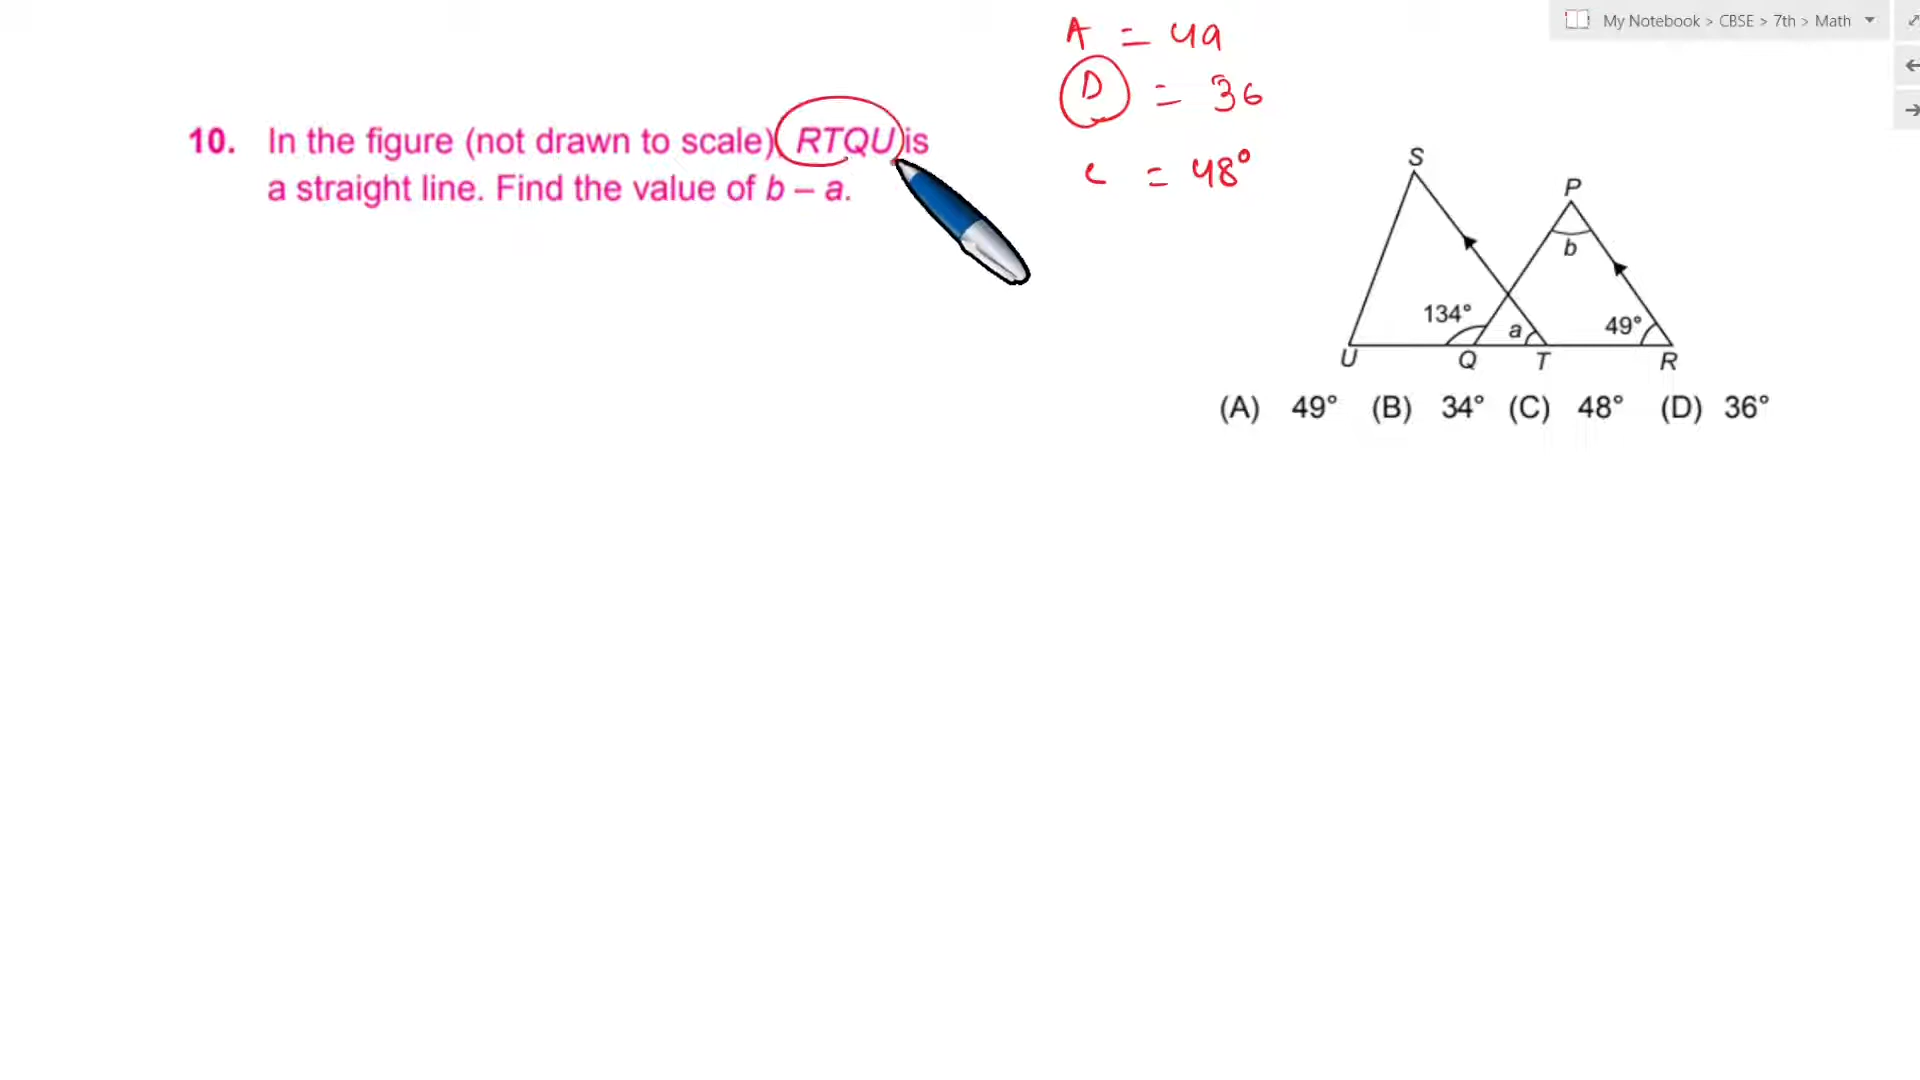 My Notebook > CBSE > 7th > Math
A = 49
D = 36
c = 48°
10. In the figure (not drawn to scale) RTQU is
a straight line. Find the value of b – a.
S
P
b
134°
a
49°
U Q T R
(A) 49° (B) 34° (C) 48° (D) 36°